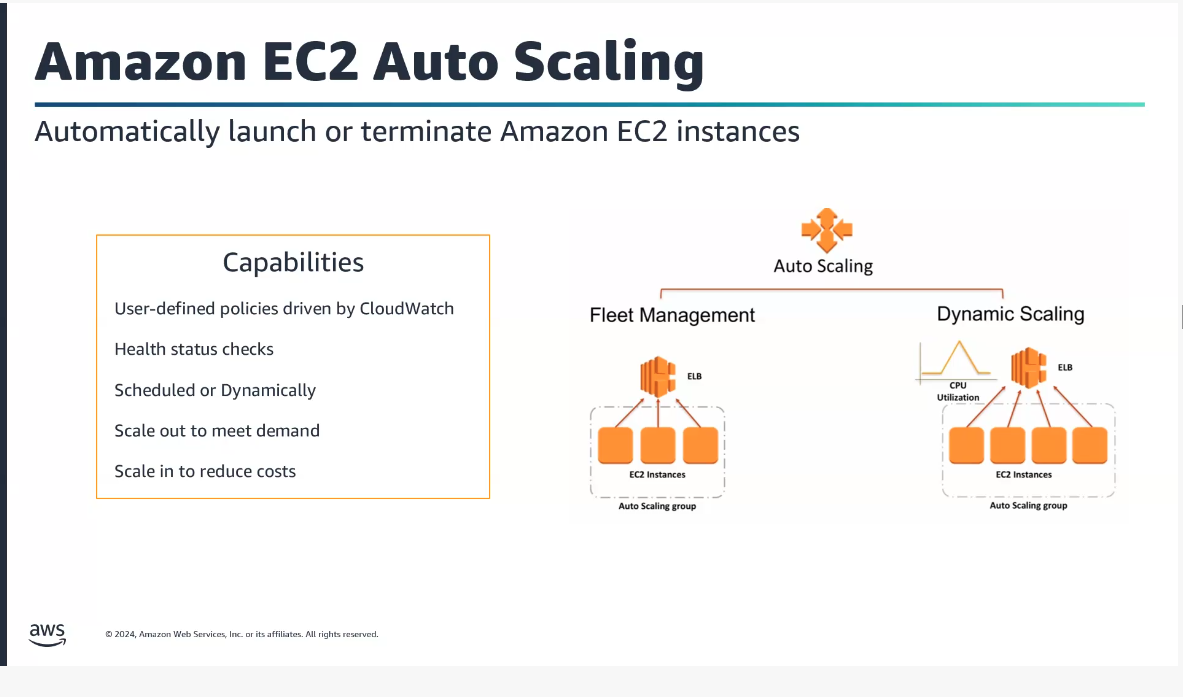 Amazon EC2 Auto Scaling
Automatically launch or terminate Amazon EC2 instances
Capabilities
User-defined policies driven by CloudWatch
Health status checks
Scheduled or Dynamically
Scale out to meet demand
Scale in to reduce costs
Auto Scaling
Fleet Management
ELB
EC2 Instances
Auto Scaling group
Dynamic Scaling
CPU
Utilization
ELB
EC2 Instances
Auto Scaling group
aws
© 2024, Amazon Web Services, Inc. or its affiliates. All rights reserved.